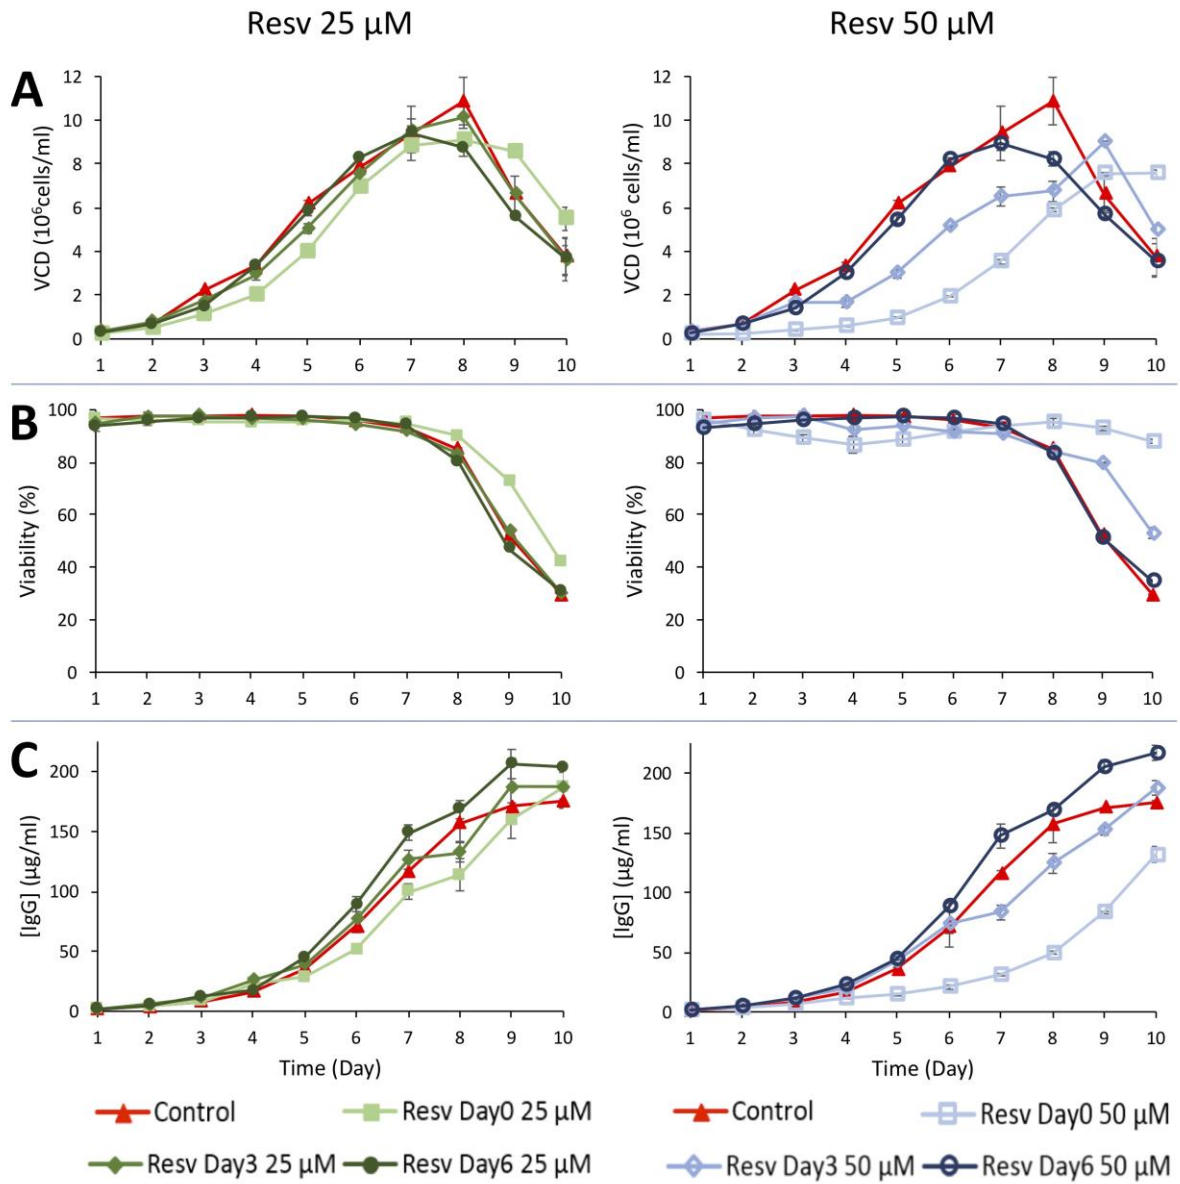 Resv 25 µM
Resv 50 µM
A
VCD (10⁶cells/ml)
12
10
8
6
4
2
0
1 2 3 4 5 6 7 8 9 10
VCD (10⁶ cells/ml)
12
10
8
6
4
2
0
1 2 3 4 5 6 7 8 9 10
B
Viability (%)
100
80
60
40
20
0
1 2 3 4 5 6 7 8 9 10
Viability (%)
100
80
60
40
20
0
1 2 3 4 5 6 7 8 9 10
C
[IgG] (µg/ml)
200
150
100
50
0
1 2 3 4 5 6 7 8 9 10
Time (Day)
[IgG] (µg/ml)
200
150
100
50
0
1 2 3 4 5 6 7 8 9 10
Time (Day)
Control
Resv Day0 25 µM
Resv Day3 25 µM
Resv Day6 25 µM
Control
Resv Day0 50 µM
Resv Day3 50 µM
Resv Day6 50 µM